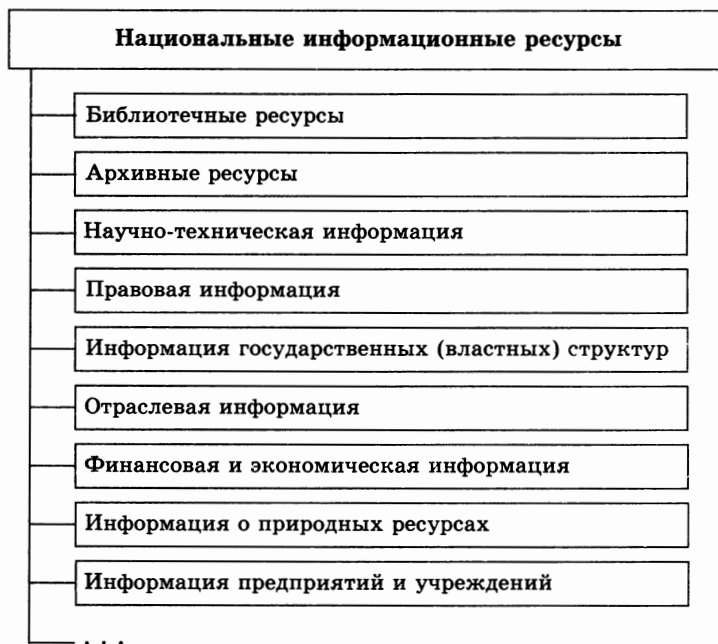 Национальные информационные ресурсы
Библиотечные ресурсы
Архивные ресурсы
Научно-техническая информация
Правовая информация
Информация государственных (властных) структур
Отраслевая информация
Финансовая и экономическая информация
Информация о природных ресурсах
Информация предприятий и учреждений
...